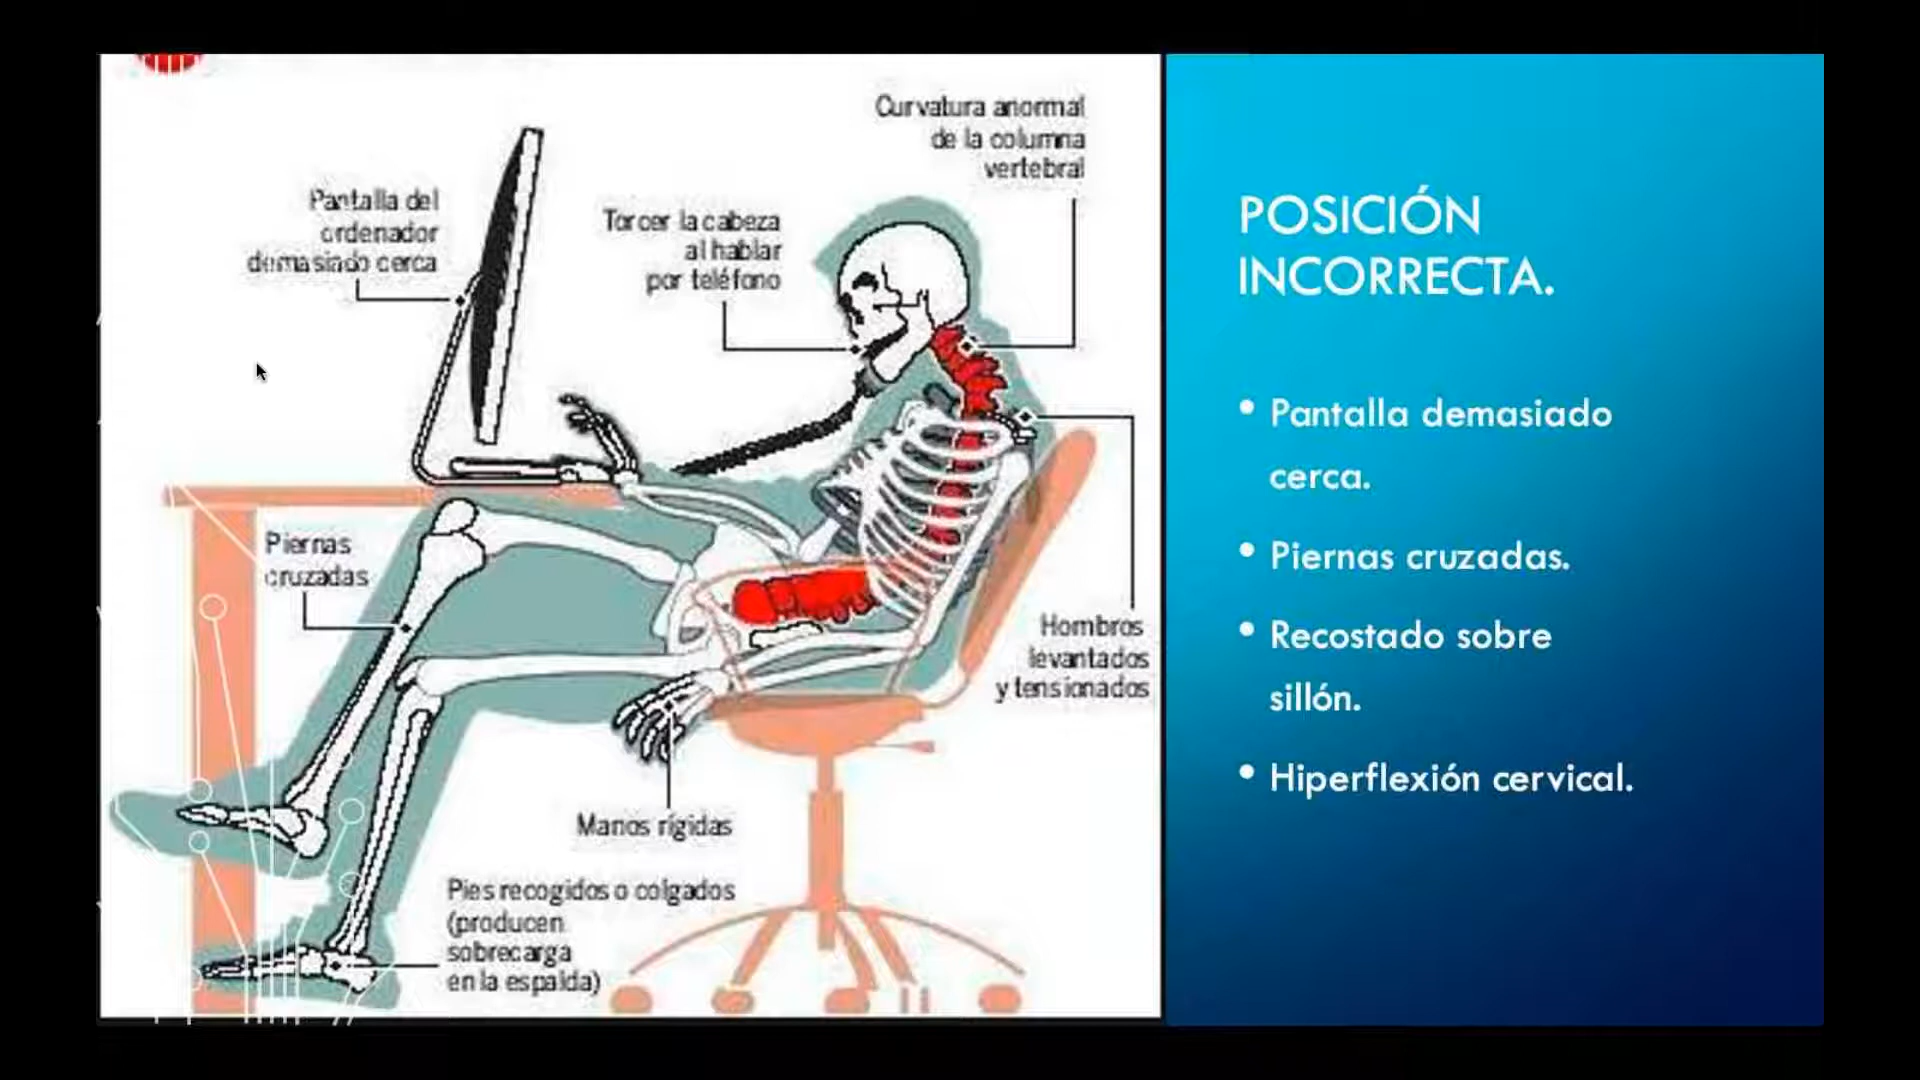 Curvatura anormal
de la columna
vertebral
Pantalla del
ordenador
demasiado cerca
Torcer la cabeza
al hablar
por teléfono
Piernas
cruzadas
Hombros
levantados
y tensionados
Manos rígidas
Pies recogidos o colgados
(producen
sobrecarga
en la espalda)
POSICIÓN
INCORRECTA.
• Pantalla demasiado
cerca.
• Piernas cruzadas.
• Recostado sobre
sillón.
• Hiperflexión cervical.